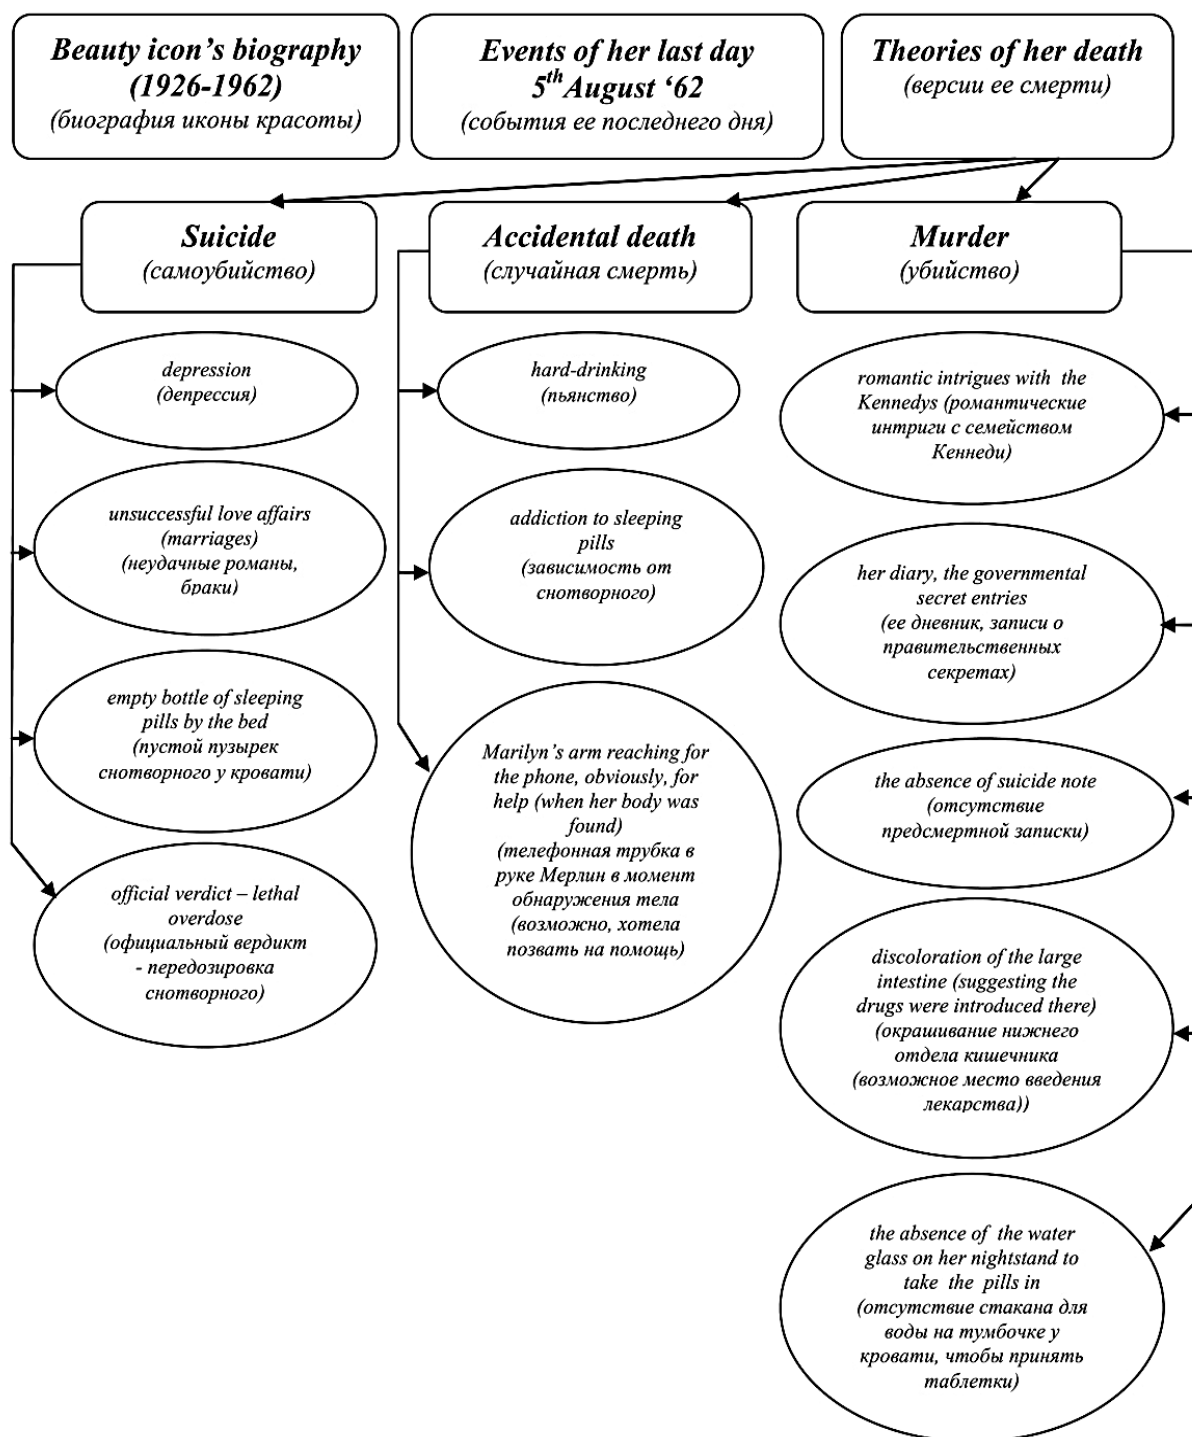 Beauty icon's biography
(1926-1962)
(биография иконы красоты)
Events of her last day
5th August ‘62
(события ее последнего дня)
Theories of her death
(версии ее смерти)
Suicide
(самоубийство)
Accidental death
(случайная смерть)
Murder
(убийство)
depression
(депрессия)
unsuccessful love affairs
(marriages)
(неудачные романы,
браки)
empty bottle of sleeping
pills by the bed
(пустой пузырек
снотворного у кровати)
official verdict – lethal
overdose
(официальный вердикт
- передозировка
снотворного)
hard-drinking
(пьянство)
addiction to sleeping
pills
(зависимость от
снотворного)
Marilyn's arm reaching for
the phone, obviously, for
help (when her body was
found)
(телефонная трубка в
руке Мерлин в момент
обнаружения тела
(возможно, хотела
позвать на помощь)
romantic intrigues with the
Kennedys (романтические
интриги с семейством
Кеннеди)
her diary, the governmental
secret entries
(ее дневник, записи о
правительственных
секретах)
the absence of suicide note
(отсутствие
предсмертной записки)
discoloration of the large
intestine (suggesting the
drugs were introduced there)
(окрашивание нижнего
отдела кишечника
(возможное место введения
лекарства))
the absence of the water
glass on her nightstand to
take the pills in
(отсутствие стакана для
воды на тумбочке у
кровати, чтобы принять
таблетки)